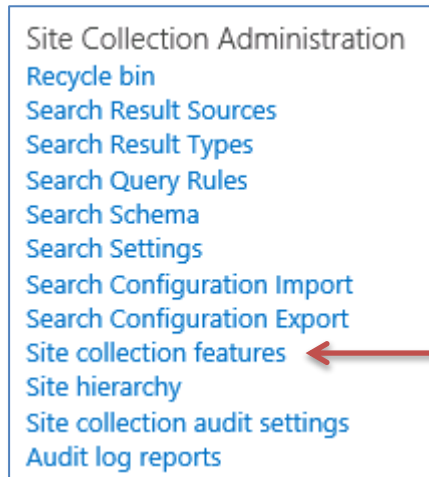 Site Collection Administration
Recycle bin
Search Result Sources
Search Result Types
Search Query Rules
Search Schema
Search Settings
Search Configuration Import
Search Configuration Export
Site collection features
Site hierarchy
Site collection audit settings
Audit log reports